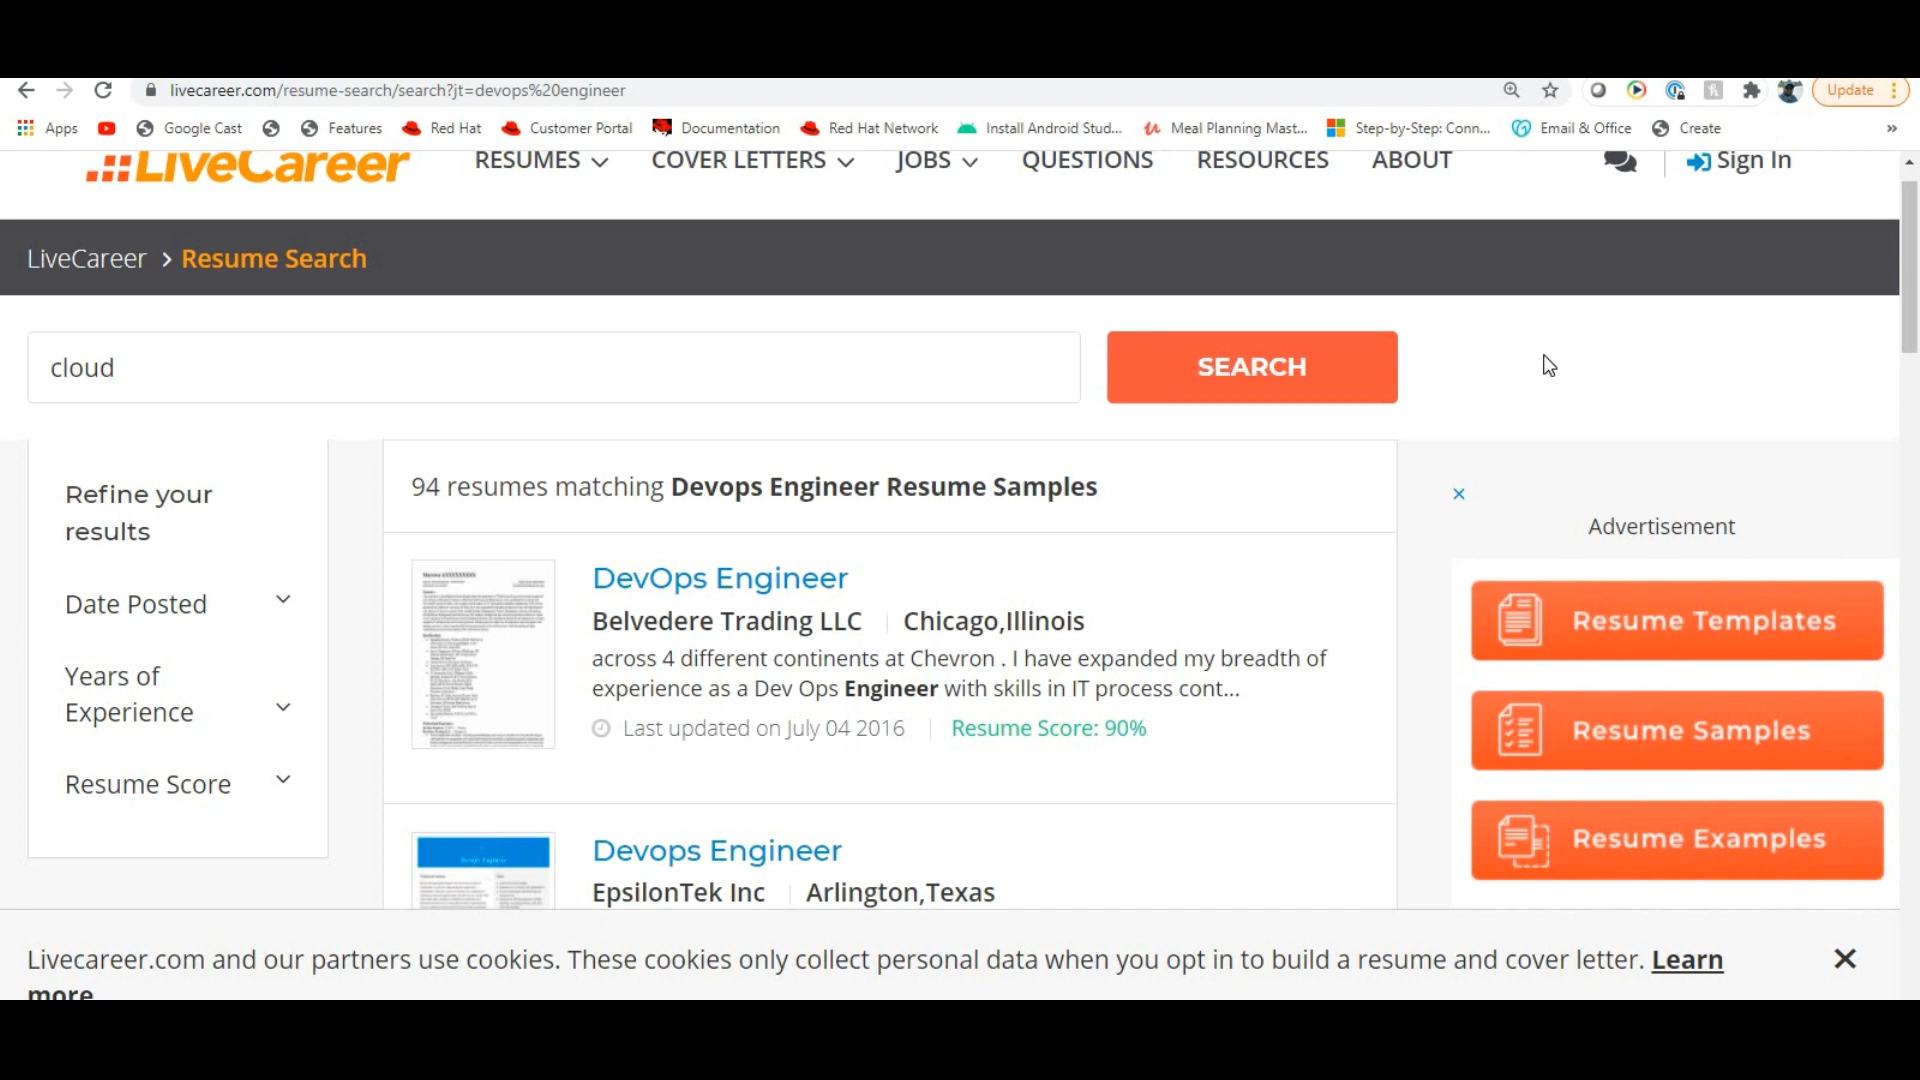 livecareer.com/resume-search/search?jt=devops%20engineer
Update
Apps Google Cast Features Red Hat Customer Portal Documentation Red Hat Network Install Android Stud... Meal Planning Mast... Step-by-Step: Conn... Email & Office Create »
LiveCareer RESUMES COVER LETTERS JOBS QUESTIONS RESOURCES ABOUT Sign In
LiveCareer > Resume Search
cloud
SEARCH
Refine your
results
Date Posted
Years of
Experience
Resume Score
94 resumes matching Devops Engineer Resume Samples
DevOps Engineer
Belvedere Trading LLC Chicago,Illinois
across 4 different continents at Chevron . I have expanded my breadth of
experience as a Dev Ops Engineer with skills in IT process cont...
Last updated on July 04 2016 Resume Score: 90%
Devops Engineer
Devops Engineer
EpsilonTek Inc Arlington,Texas
Advertisement
Resume Templates
Resume Samples
Resume Examples
Livecareer.com and our partners use cookies. These cookies only collect personal data when you opt in to build a resume and cover letter. Learn
more